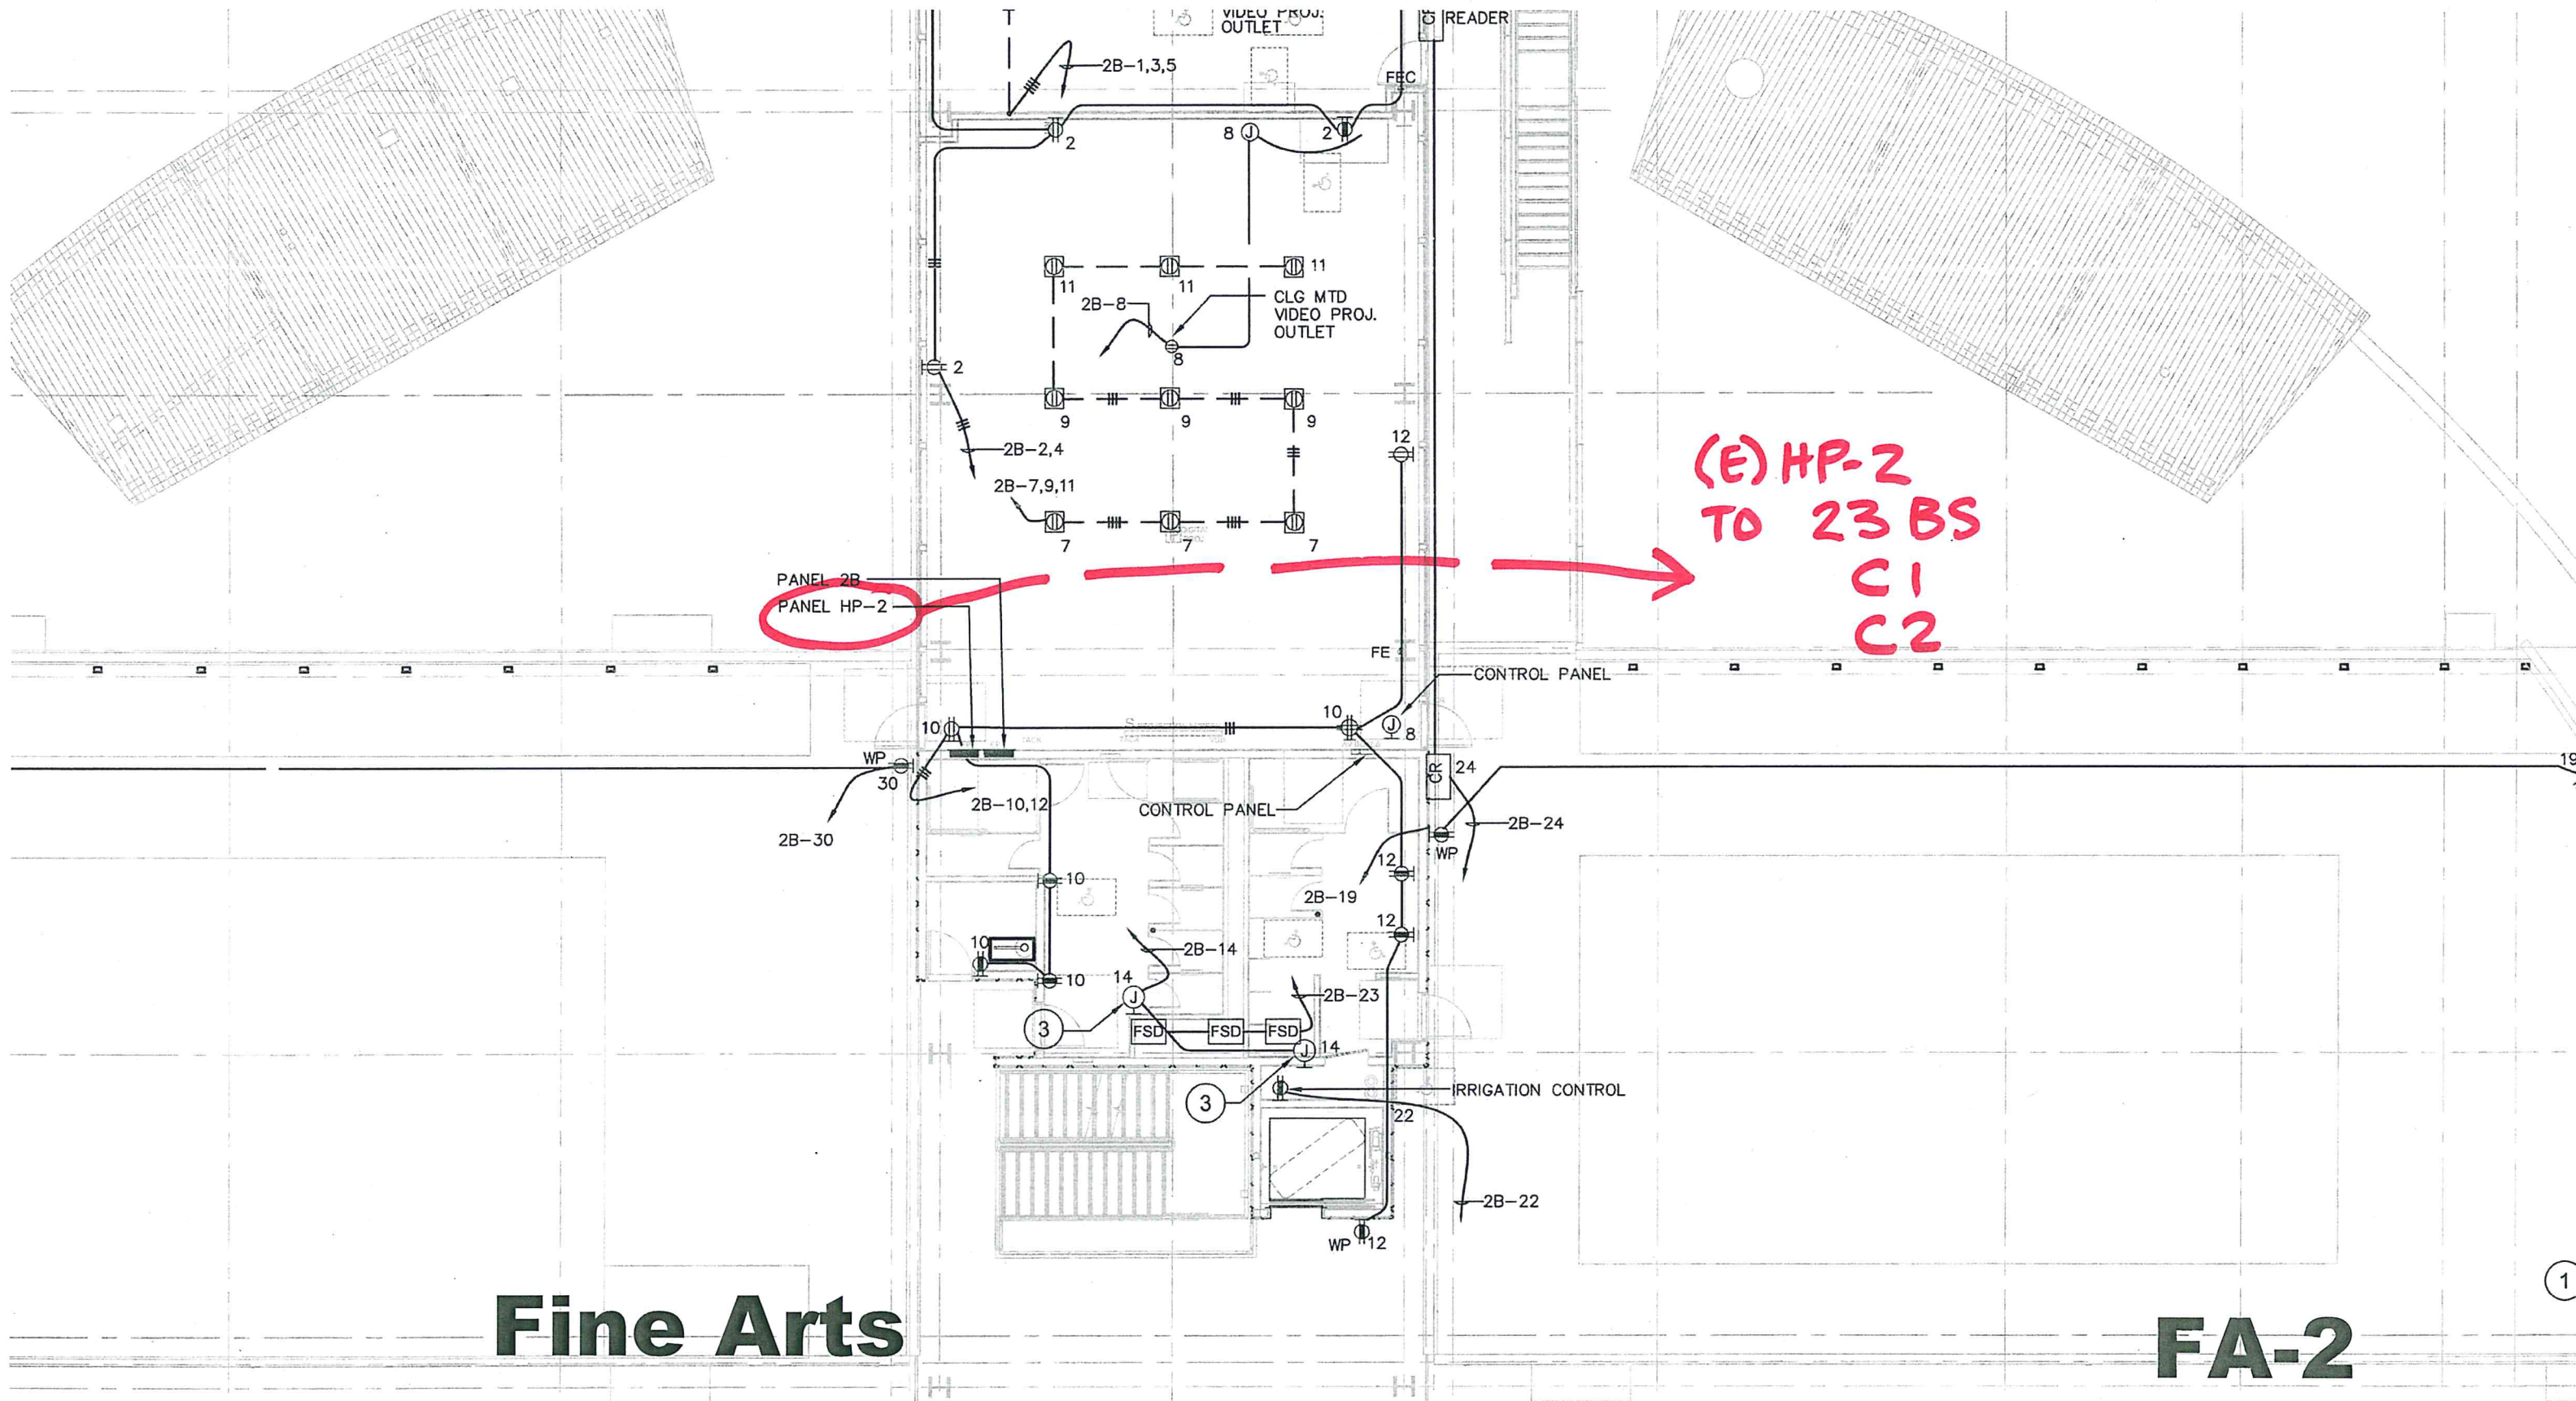 VIDEO PROJ.
OUTLET
READER
2B-1,3,5
FEC
2
8
J
2
11
11
11
2B-8
CLG MTD
VIDEO PROJ.
OUTLET
8
2
9
9
9
12
2B-2,4
2B-7,9,11
7
7
7
(E) HP-2
TO 23 BS
C1
C2
PANEL 2B
PANEL HP-2
FE
CONTROL PANEL
10
10
J
8
WP
30
2B-10,12
CONTROL PANEL
CR
24
19
2B-30
2B-24
WP
12
10
2B-19
12
10
2B-14
10
14
J
2B-23
3
FSD
FSD
FSD
J
14
3
IRRIGATION CONTROL
22
2B-22
WP
12
1
Fine Arts
FA-2